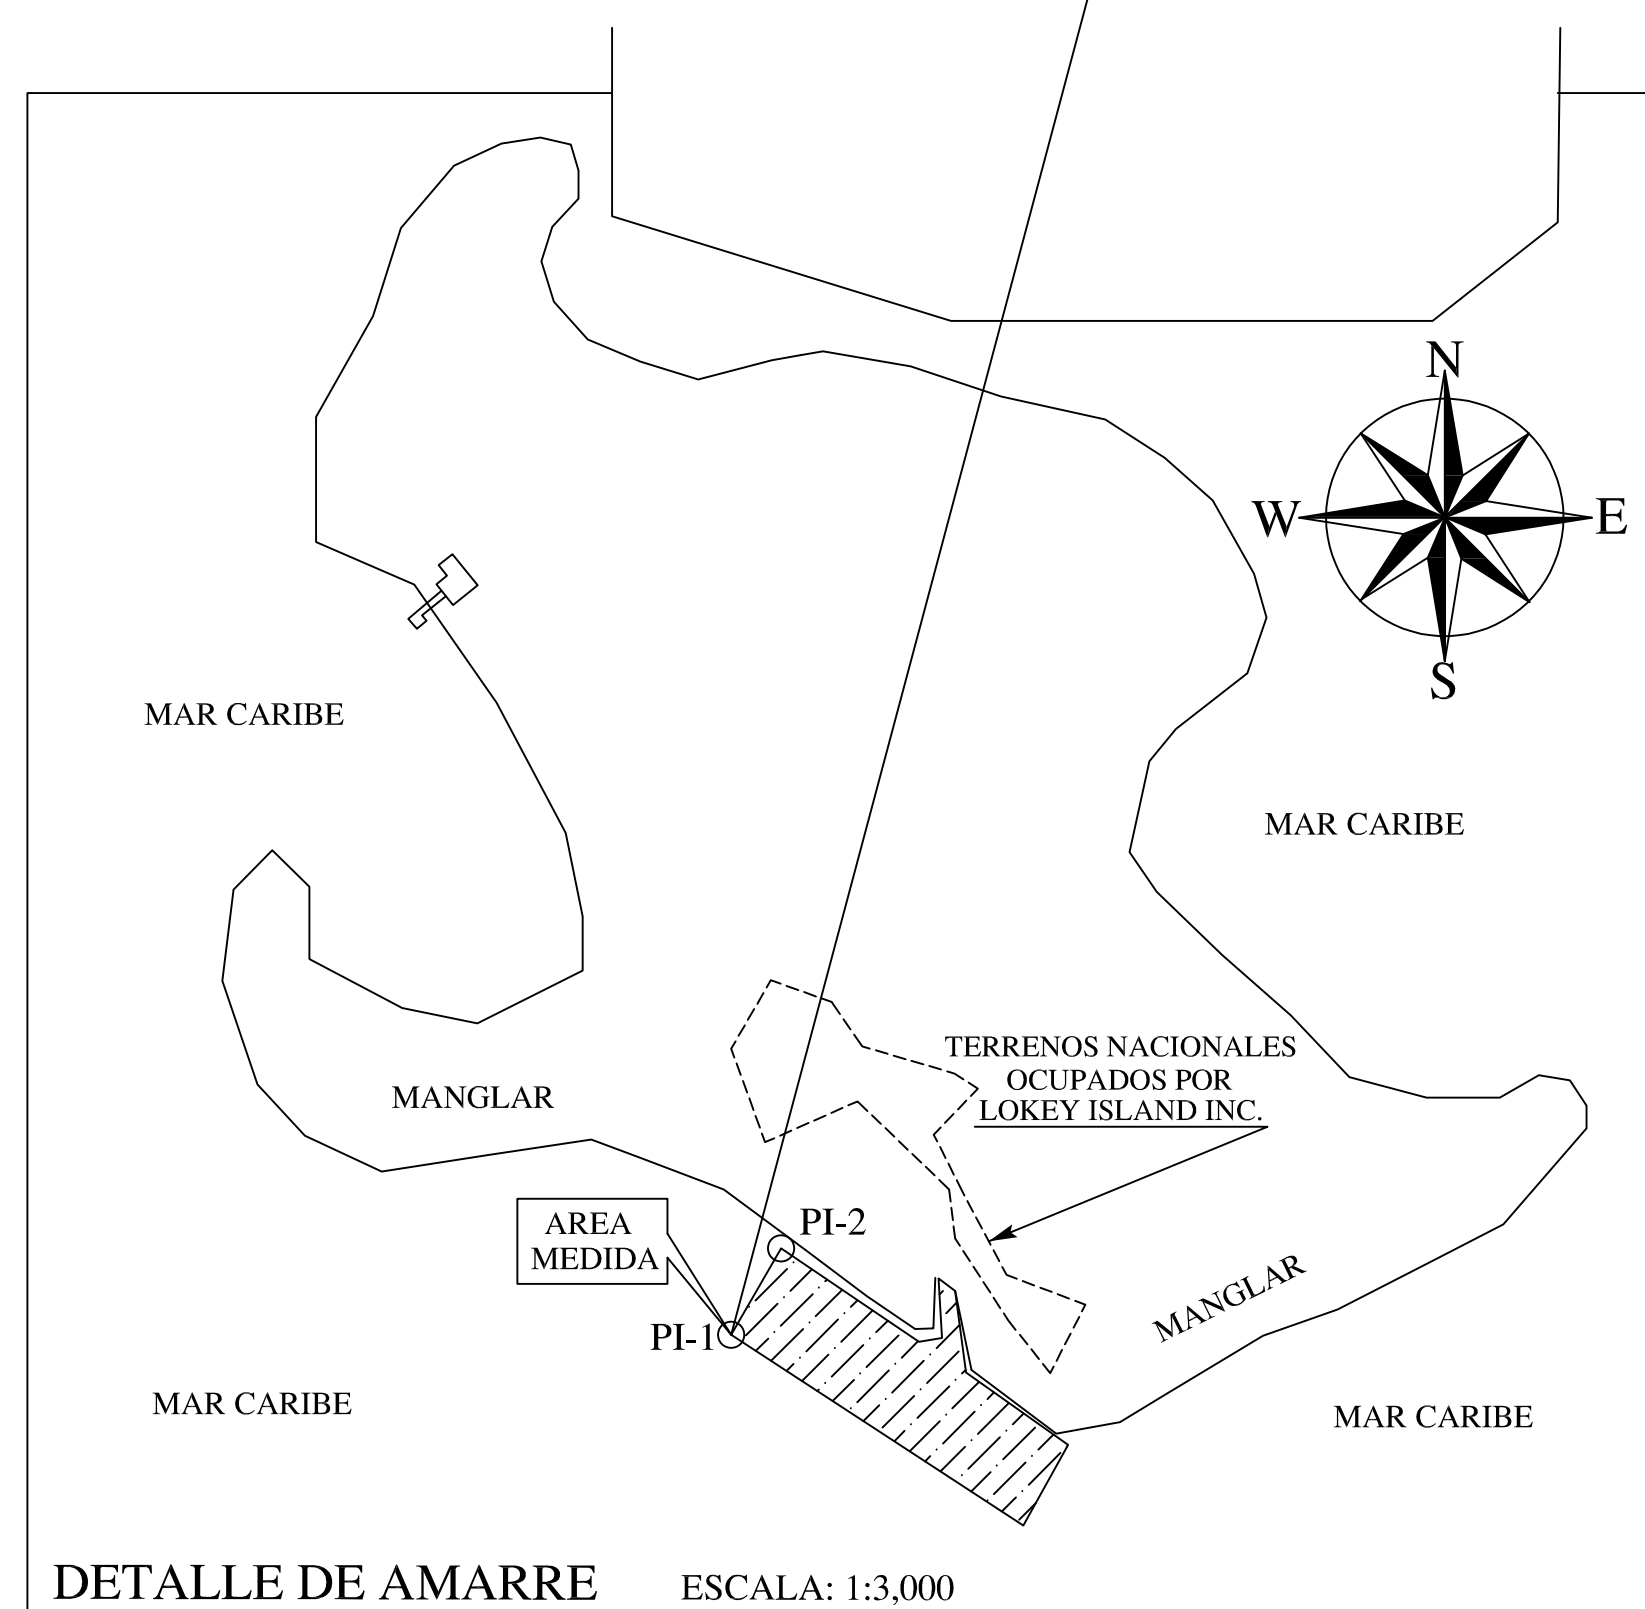 N
W
E
S
MAR CARIBE
MAR CARIBE
TERRENOS NACIONALES
OCUPADOS POR
LOKEY ISLAND INC.
MANGLAR
AREA
MEDIDA
PI-2
PI-1
MANGLAR
MAR CARIBE
MAR CARIBE
DETALLE DE AMARRE
ESCALA: 1:3,000